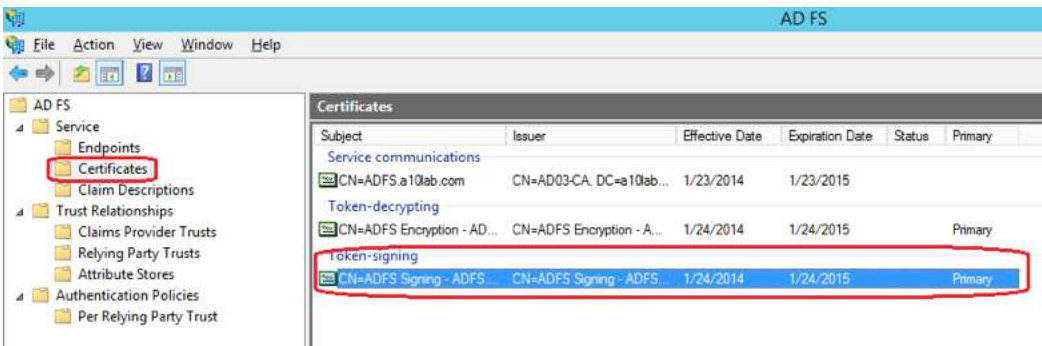 AD FS
File Action View Window Help
AD FS
Service
Endpoints
Certificates
Claim Descriptions
Trust Relationships
Claims Provider Trusts
Relying Party Trusts
Attribute Stores
Authentication Policies
Per Relying Party Trust
Certificates
Subject Issuer Effective Date Expiration Date Status Primary
Service communications
CN=ADFS.a10lab.com CN=AD03-CA, DC=a10lab... 1/23/2014 1/23/2015
Token-decrypting
CN=ADFS Encryption - AD... CN=ADFS Encryption - A... 1/24/2014 1/24/2015 Primary
Token-signing
CN=ADFS Signing - ADFS... CN=ADFS Signing - ADFS... 1/24/2014 1/24/2015 Primary